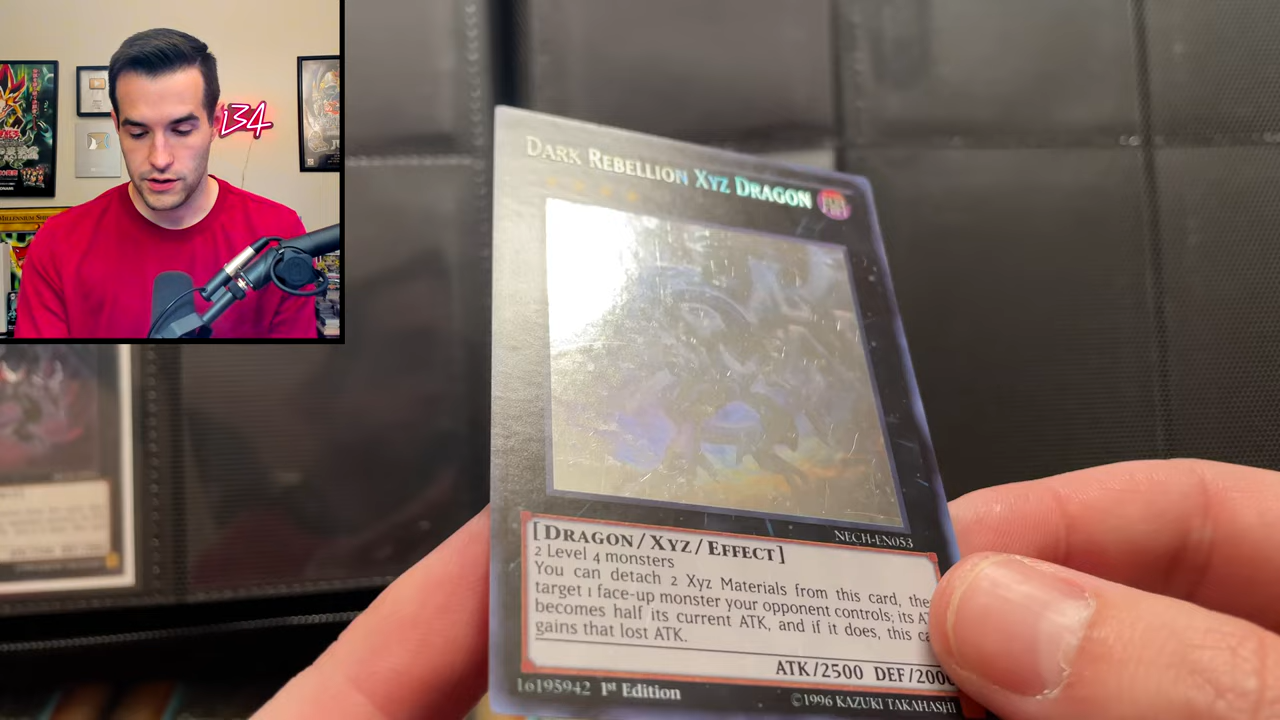 134
MILLENNIUM
DARK REBELLION XYZ DRAGON
NECH-EN053
[DRAGON/XYZ/EFFECT]
2 Level 4 monsters
You can detach 2 Xyz Materials from this card, the
target 1 face-up monster your opponent controls; its AT
becomes half its current ATK, and if it does, this ca
gains that lost ATK.
ATK/2500 DEF/200
16195942 1st Edition
©1996 KAZUKI TAKAHASHI